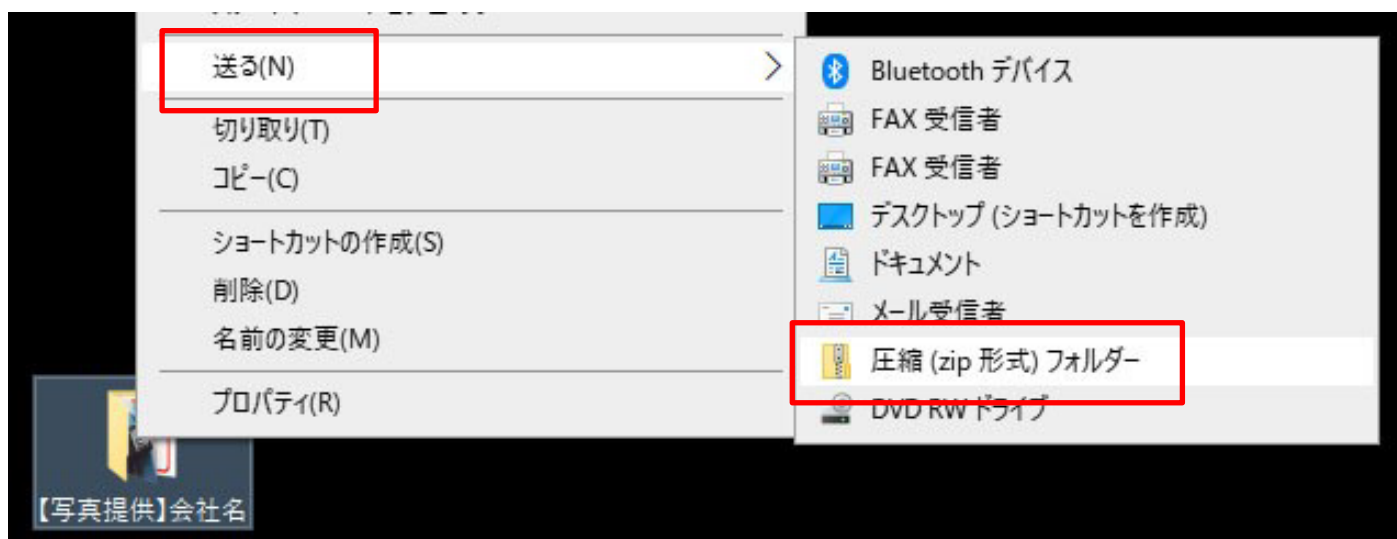 送る(N)
切り取り(T)
コピー(C)
ショートカットの作成(S)
削除(D)
名前の変更(M)
プロパティ(R)
Bluetooth デバイス
FAX 受信者
FAX 受信者
デスクトップ (ショートカットを作成)
ドキュメント
メール受信者
圧縮 (zip 形式) フォルダー
DVD RW ドライブ
【写真提供】会社名